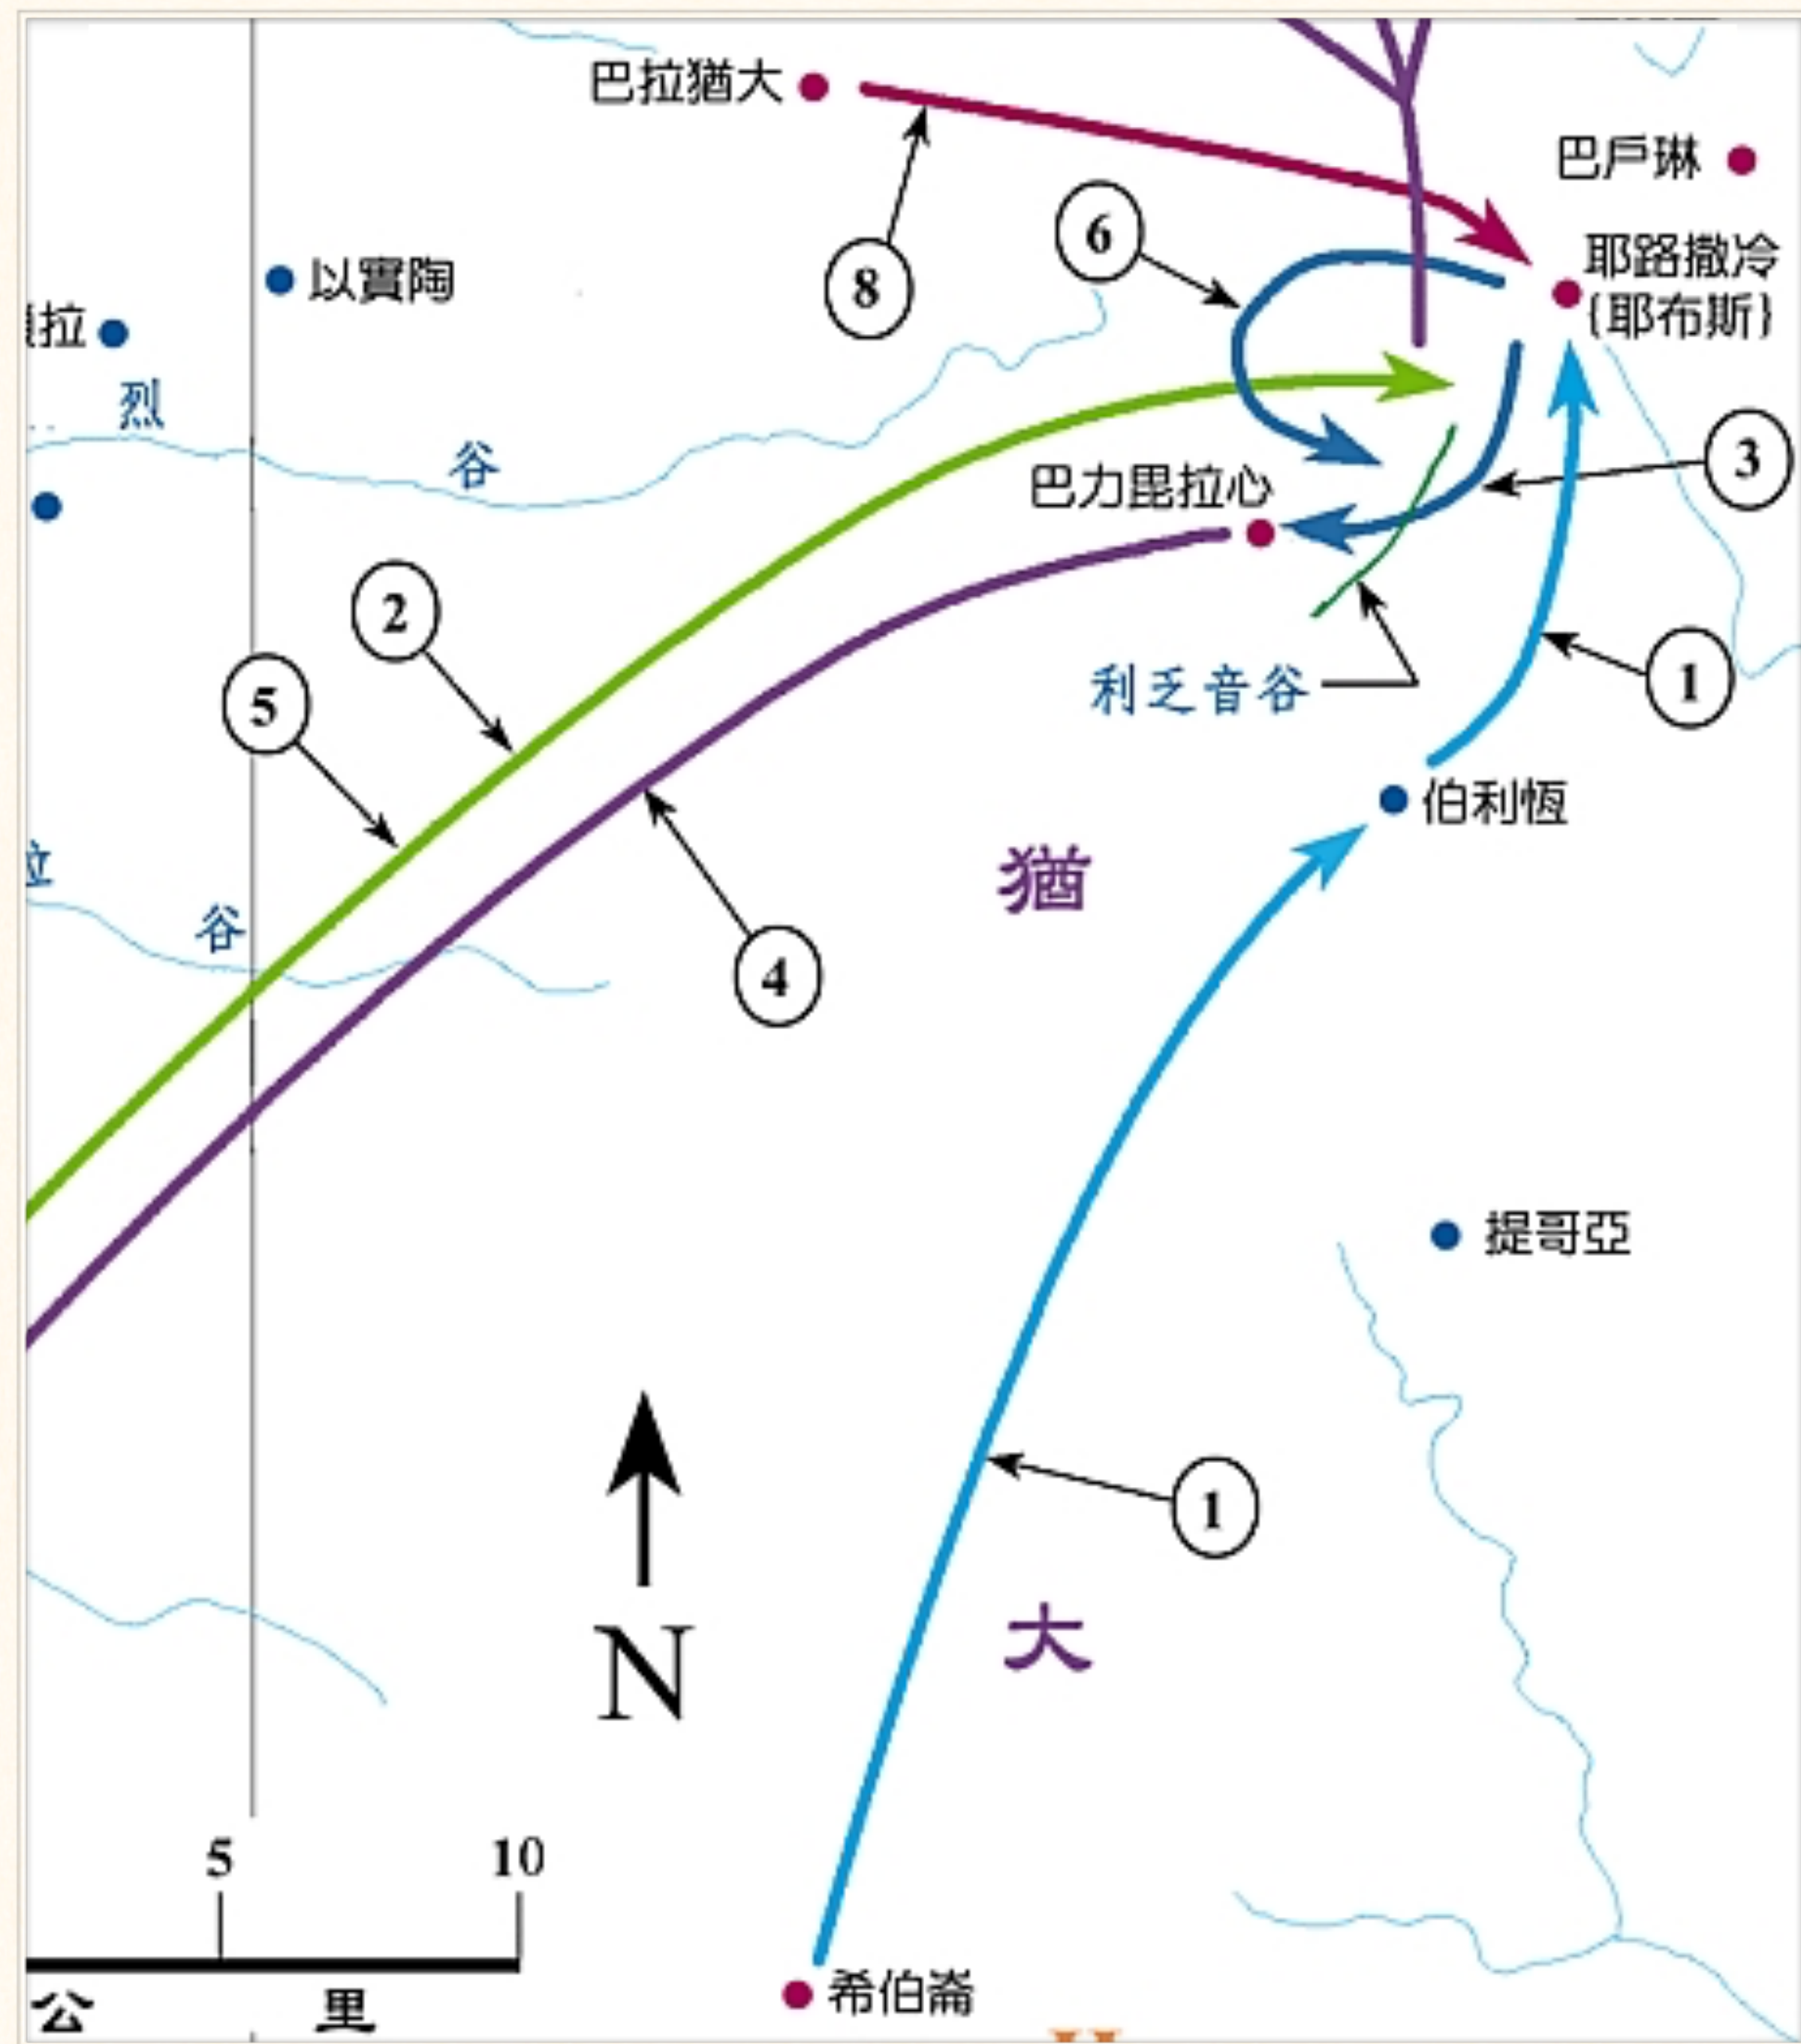 巴拉猶大
巴戶琳
6
耶路撒冷
8
以實陶
{耶布斯}
拉
烈
谷
3
巴力毘拉心
2
5
利乏音谷
1
伯利恆
猶
谷
4
提哥亞
1
大
N
5 10
希伯崙
公里